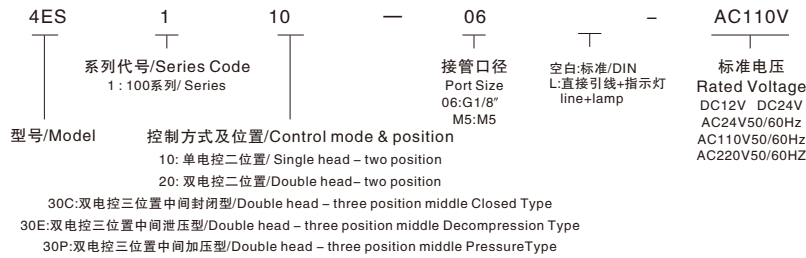 4ES 1 10 — 06 - AC110V
系列代号/Series Code
1 : 100系列/ Series
接管口径
Port Size
06:G1/8″
M5:M5
空白:标准/DIN
L:直接引线+指示灯
line+lamp
标准电压
Rated Voltage
DC12V DC24V
AC24V50/60Hz
AC110V50/60Hz
AC220V50/60HZ
型号/Model
控制方式及位置/Control mode & position
10: 单电控二位置/ Single head – two position
20: 双电控二位置/Double head – two position
30C:双电控三位置中间封闭型/Double head – three position middle Closed Type
30E:双电控三位置中间泄压型/Double head – three position middle Decompression Type
30P:双电控三位置中间加压型/Double head – three position middle PressureType